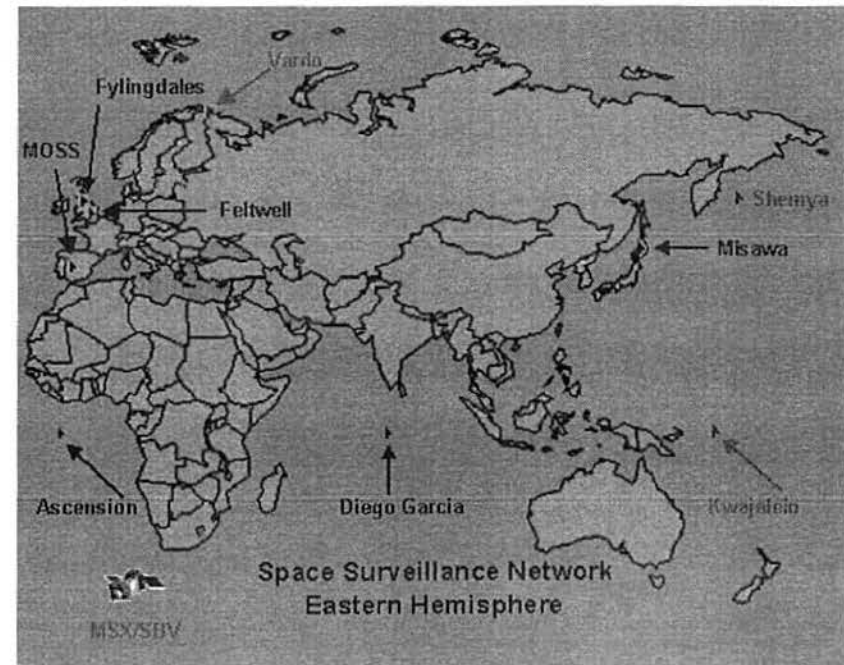 Vardo
Fylingdales
MOSS
Feltwell
Shemya
Misawa
Ascension
Diego Garcia
Kwajalein
Space Surveillance Network
Eastern Hemisphere
MSX/SBV